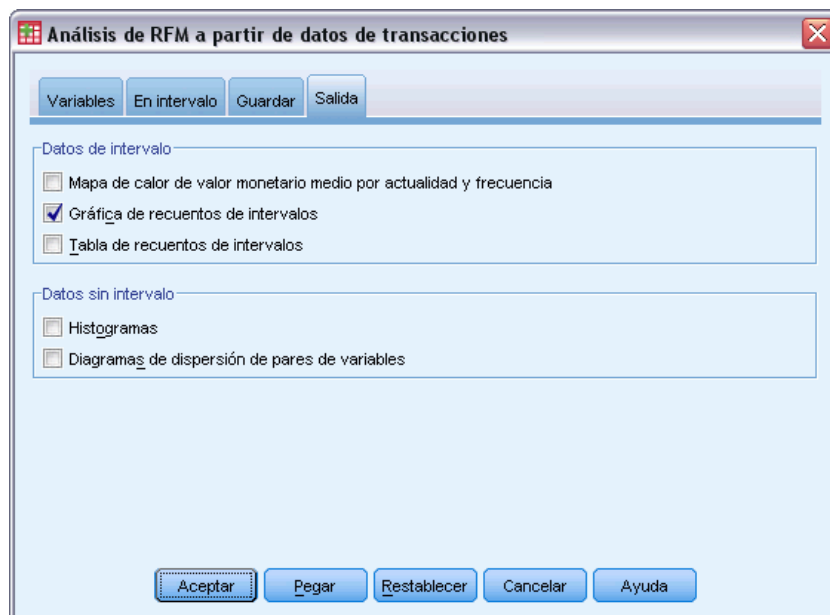 Análisis de RFM a partir de datos de transacciones
Variables En intervalo Guardar Salida
Datos de intervalo
Mapa de calor de valor monetario medio por actualidad y frecuencia
Gráfica de recuentos de intervalos
Tabla de recuentos de intervalos
Datos sin intervalo
Histogramas
Diagramas de dispersión de pares de variables
Aceptar Pegar Restablecer Cancelar Ayuda